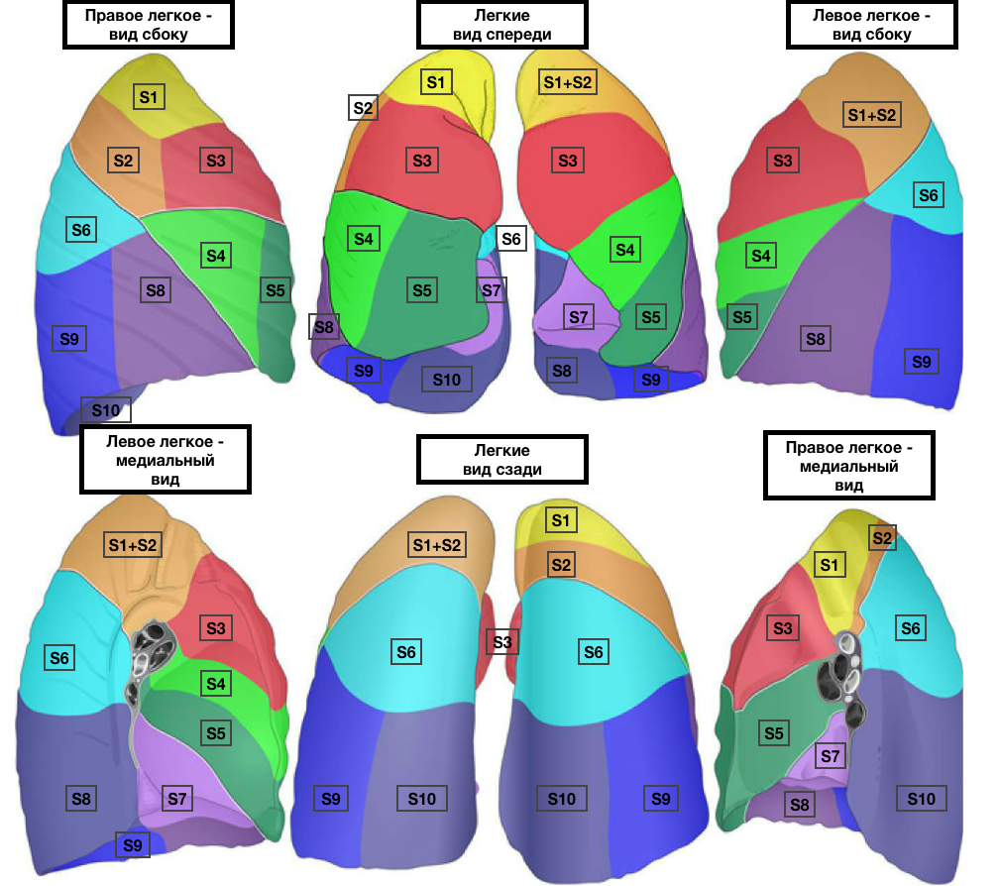 Правое легкое -
вид сбоку
Легкие
вид спереди
Левое легкое -
вид сбоку
S1
S2
S3
S6
S4
S8
S5
S9
S10
S1
S2
S3
S4
S5
S6
S7
S8
S9
S10
S1+S2
S3
S4
S7
S5
S8
S9
S1+S2
S3
S6
S4
S5
S8
S9
Левое легкое -
медиальный
вид
Легкие
вид сзади
Правое легкое -
медиальный
вид
S1+S2
S3
S6
S4
S5
S8
S7
S9
S1+S2
S1
S2
S6
S3
S6
S9
S10
S10
S9
S2
S1
S3
S6
S5
S7
S8
S10